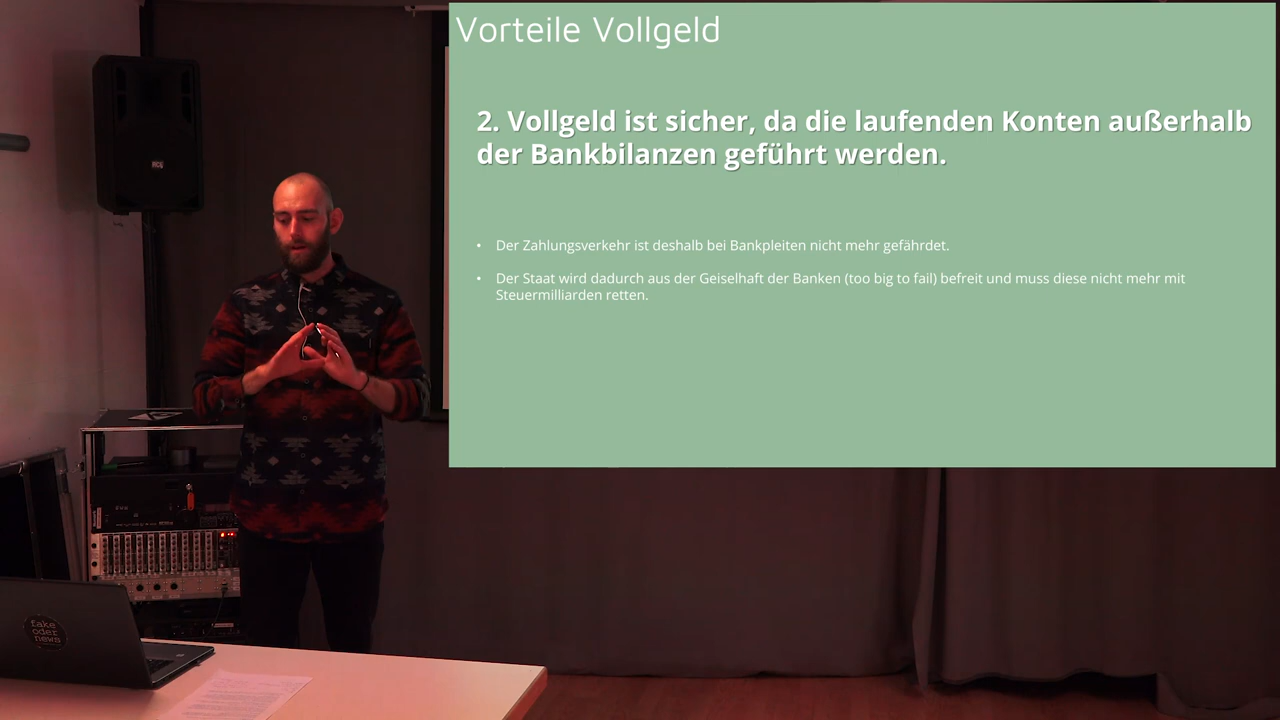 Vorteile Vollgeld
2. Vollgeld ist sicher, da die laufenden Konten außerhalb
der Bankbilanzen geführt werden.
• Der Zahlungsverkehr ist deshalb bei Bankpleiten nicht mehr gefährdet.
• Der Staat wird dadurch aus der Geiselhaft der Banken (too big to fail) befreit und muss diese nicht mehr mit
Steuermilliarden retten.
RCS
fake
oder
news